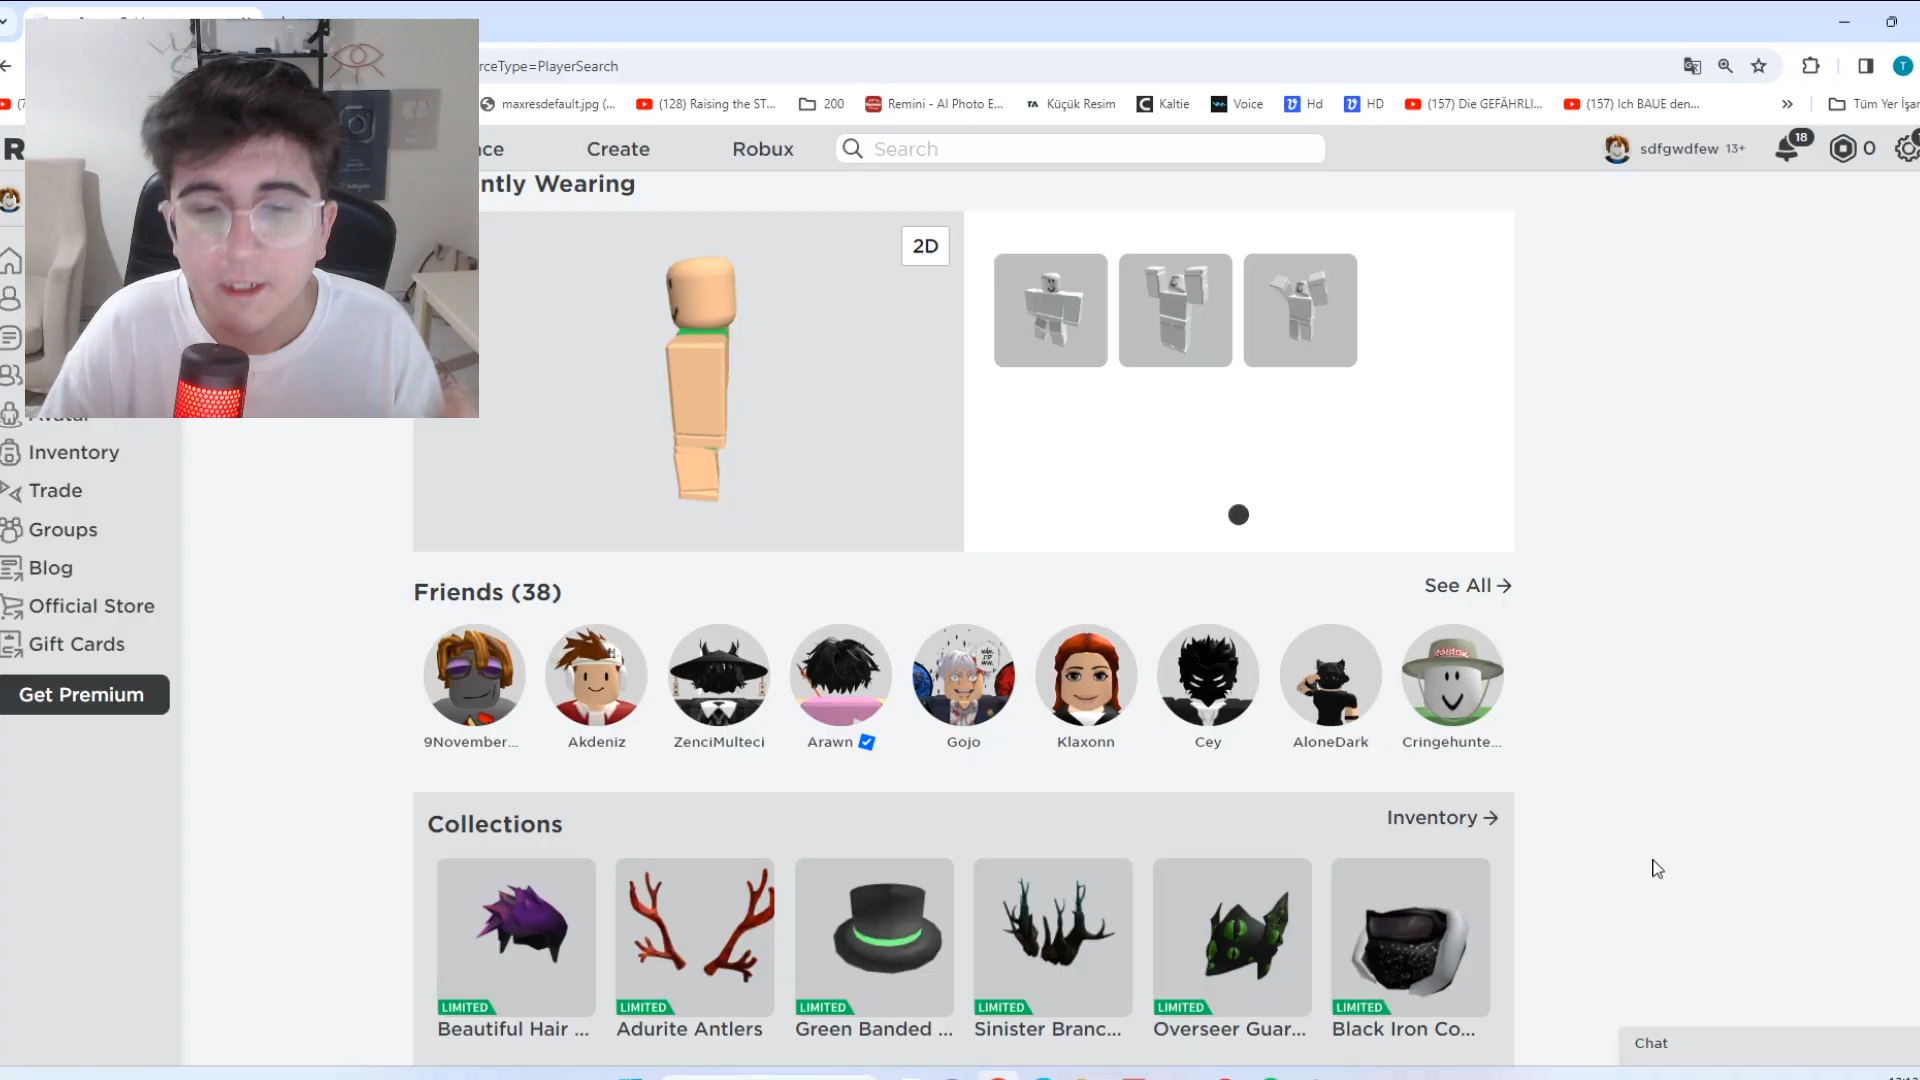 rceType=PlayerSearch
maxresdefault.jpg (...
(128) Raising the ST...
200
Remini - AI Photo E...
TA Küçük Resim
Kaltie
Voice
Hd
HD
(157) Die GEFÄHRLI...
(157) Ich BAUE den...
Tüm Yer İşar
Create
Robux
Search
sdfgwdfew 13+
18
0
T
ntly Wearing
2D
Inventory
Trade
Groups
Blog
Official Store
Gift Cards
Get Premium
Friends (38)
See All
9November...
Akdeniz
ZenciMulteci
Arawn
Gojo
Klaxonn
Cey
AloneDark
Cringehunte...
Collections
Inventory
LIMITED
LIMITED
LIMITED
LIMITED
LIMITED
LIMITED
Beautiful Hair ...
Adurite Antlers
Green Banded ...
Sinister Branc...
Overseer Guar...
Black Iron Co...
Chat